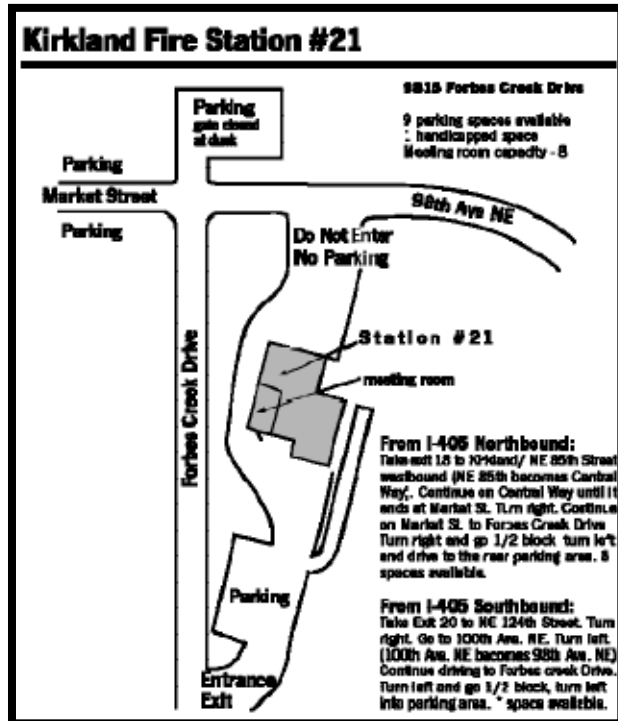 Kirkland Fire Station #21
9815 Forbes Creek Drive
9 parking spaces available
handicapped space
Meeting room capacity - 8
Parking
gate closed
at dusk
Parking
Market Street
Parking
98th Ave NE
Do Not Enter
No Parking
Station #21
meeting room
Forbes Creek Drive
From I-405 Northbound:
Take exit 18 to Kirkland/ NE 85th Street
westbound (NE 85th becomes Central
Way). Continue on Central Way until it
ends at Market St. Turn right. Continue
on Market St. to Forbes Creek Drive
Turn right and go 1/2 block turn left
and drive to the rear parking area. 8
spaces available.
Parking
From I-405 Southbound:
Take Exit 20 to NE 124th Street. Turn
right. Go to 100th Ave. NE. Turn left.
(100th Ave. NE becomes 98th Ave. NE)
Continue driving to Forbes creek Drive.
Turn left and go 1/2 block, turn left
into parking area. * space available.
Entrance
Exit